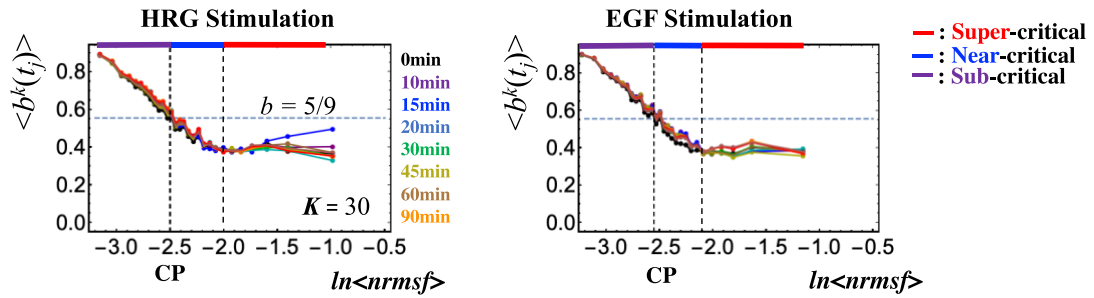 HRG Stimulation
<b^k(t_j)>
0.8
0.6
0.4
0.2
0.0
b = 5/9
K = 30
−3.0 −2.5 −2.0 −1.5 −1.0 −0.5
CP
ln<nrmsf>
0min
10min
15min
20min
30min
45min
60min
90min
EGF Stimulation
<b^k(t_j)>
0.8
0.6
0.4
0.2
0.0
−3.0 −2.5 −2.0 −1.5 −1.0 −0.5
CP
ln<nrmsf>
: Super-critical
: Near-critical
: Sub-critical